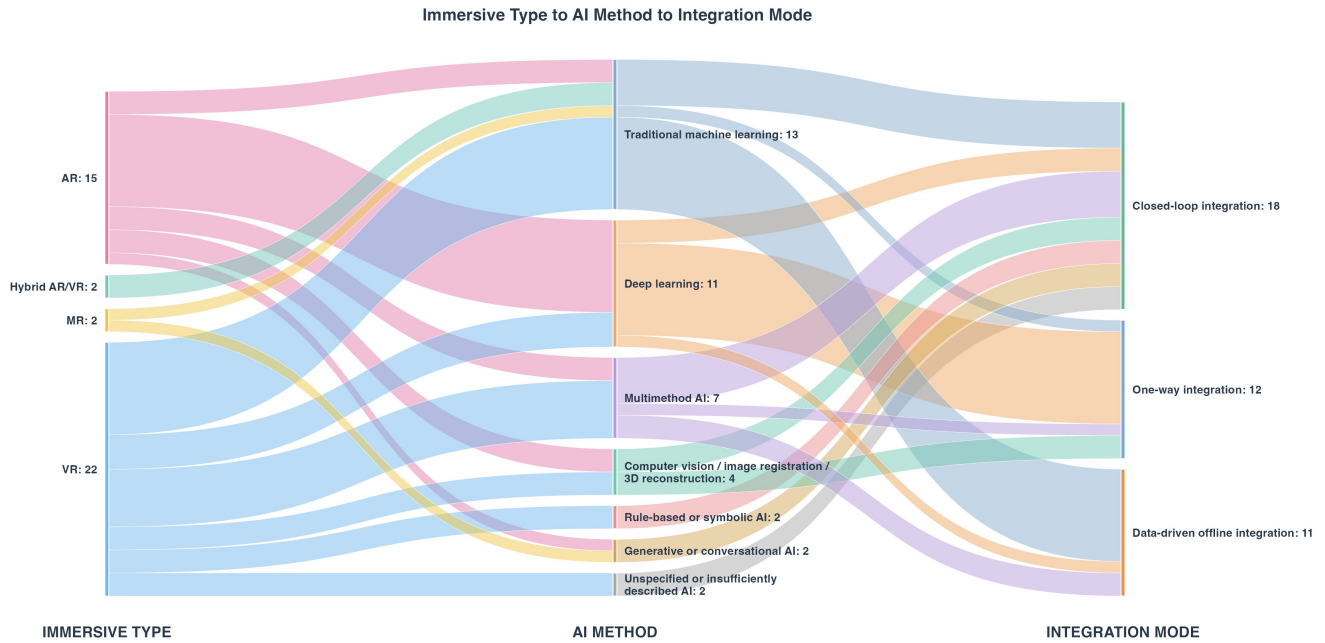 Immersive Type to AI Method to Integration Mode
AR: 15
Hybrid AR/VR: 2
MR: 2
VR: 22
Traditional machine learning: 13
Deep learning: 11
Multimethod AI: 7
Computer vision / image registration /
3D reconstruction: 4
Rule-based or symbolic AI: 2
Generative or conversational AI: 2
Unspecified or insufficiently
described AI: 2
Closed-loop integration: 18
One-way integration: 12
Data-driven offline integration: 11
IMMERSIVE TYPE
AI METHOD
INTEGRATION MODE